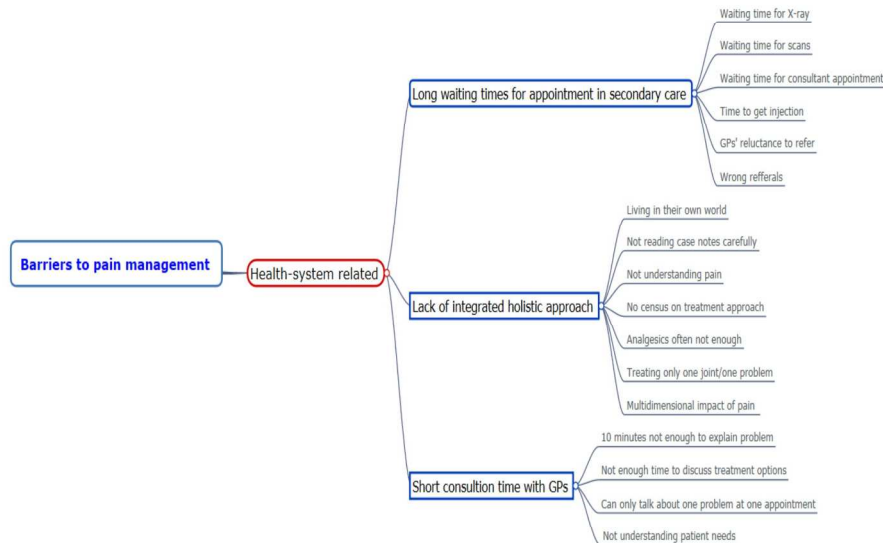 Barriers to pain management
Health-system related
Long waiting times for appointment in secondary care
Waiting time for X-ray
Waiting time for scans
Waiting time for consultant appointment
Time to get injection
GPs' reluctance to refer
Wrong refferals
Lack of integrated holistic approach
Living in their own world
Not reading case notes carefully
Not understanding pain
No census on treatment approach
Analgesics often not enough
Treating only one joint/one problem
Multidimensional impact of pain
Short consultion time with GPs
10 minutes not enough to explain problem
Not enough time to discuss treatment options
Can only talk about one problem at one appointment
Not understanding patient needs